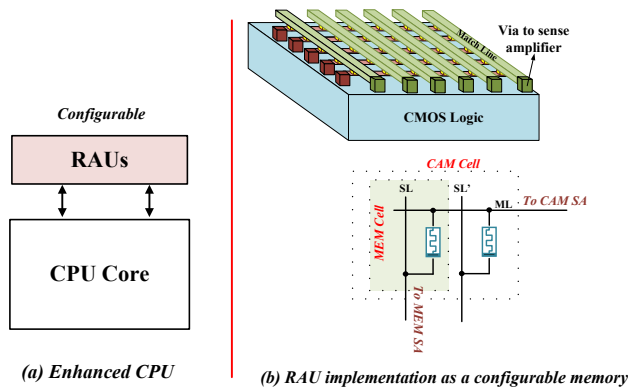 Configurable
RAUs
CPU Core
(a) Enhanced CPU
Match Line
Via to sense
amplifier
CMOS Logic
CAM Cell
SL
SL'
ML
To CAM SA
MEM Cell
To MEM SA
(b) RAU implementation as a configurable memory